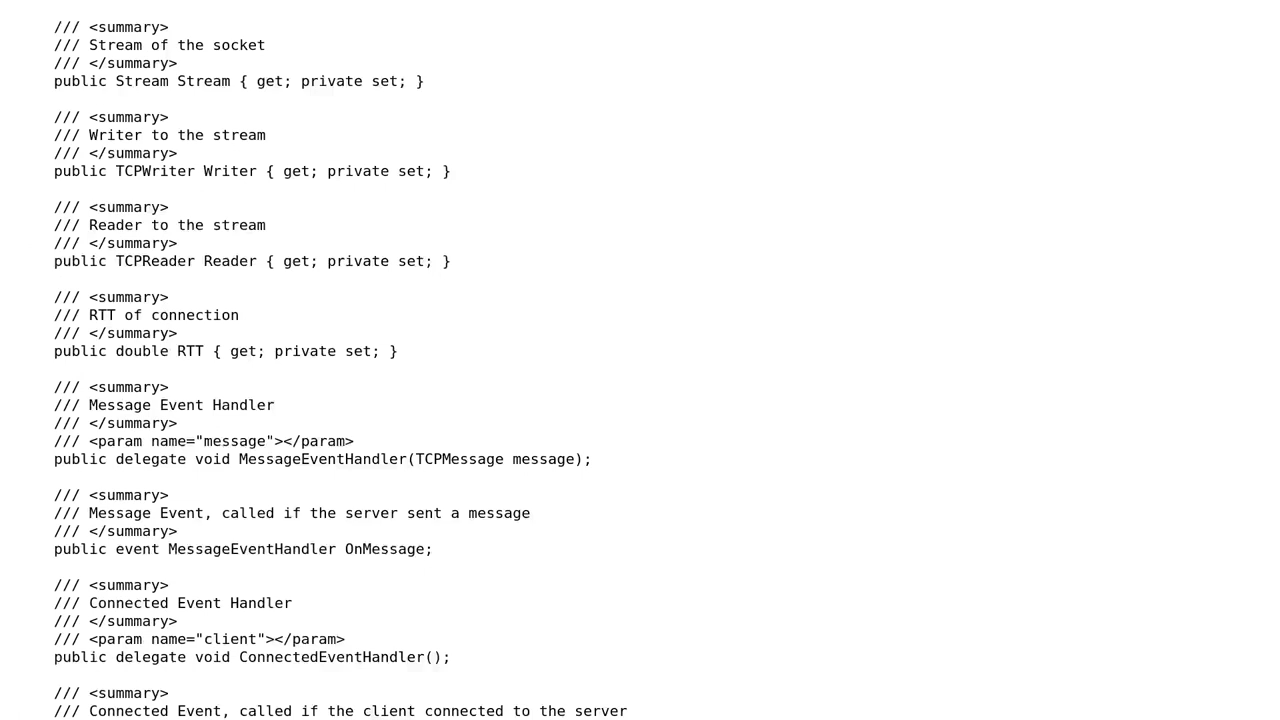 /// <summary>
/// Stream of the socket
/// </summary>
public Stream Stream { get; private set; }

/// <summary>
/// Writer to the stream
/// </summary>
public TCPWriter Writer { get; private set; }

/// <summary>
/// Reader to the stream
/// </summary>
public TCPReader Reader { get; private set; }

/// <summary>
/// RTT of connection
/// </summary>
public double RTT { get; private set; }

/// <summary>
/// Message Event Handler
/// </summary>
/// <param name="message"></param>
public delegate void MessageEventHandler(TCPMessage message);

/// <summary>
/// Message Event, called if the server sent a message
/// </summary>
public event MessageEventHandler OnMessage;

/// <summary>
/// Connected Event Handler
/// </summary>
/// <param name="client"></param>
public delegate void ConnectedEventHandler();

/// <summary>
/// Connected Event, called if the client connected to the server